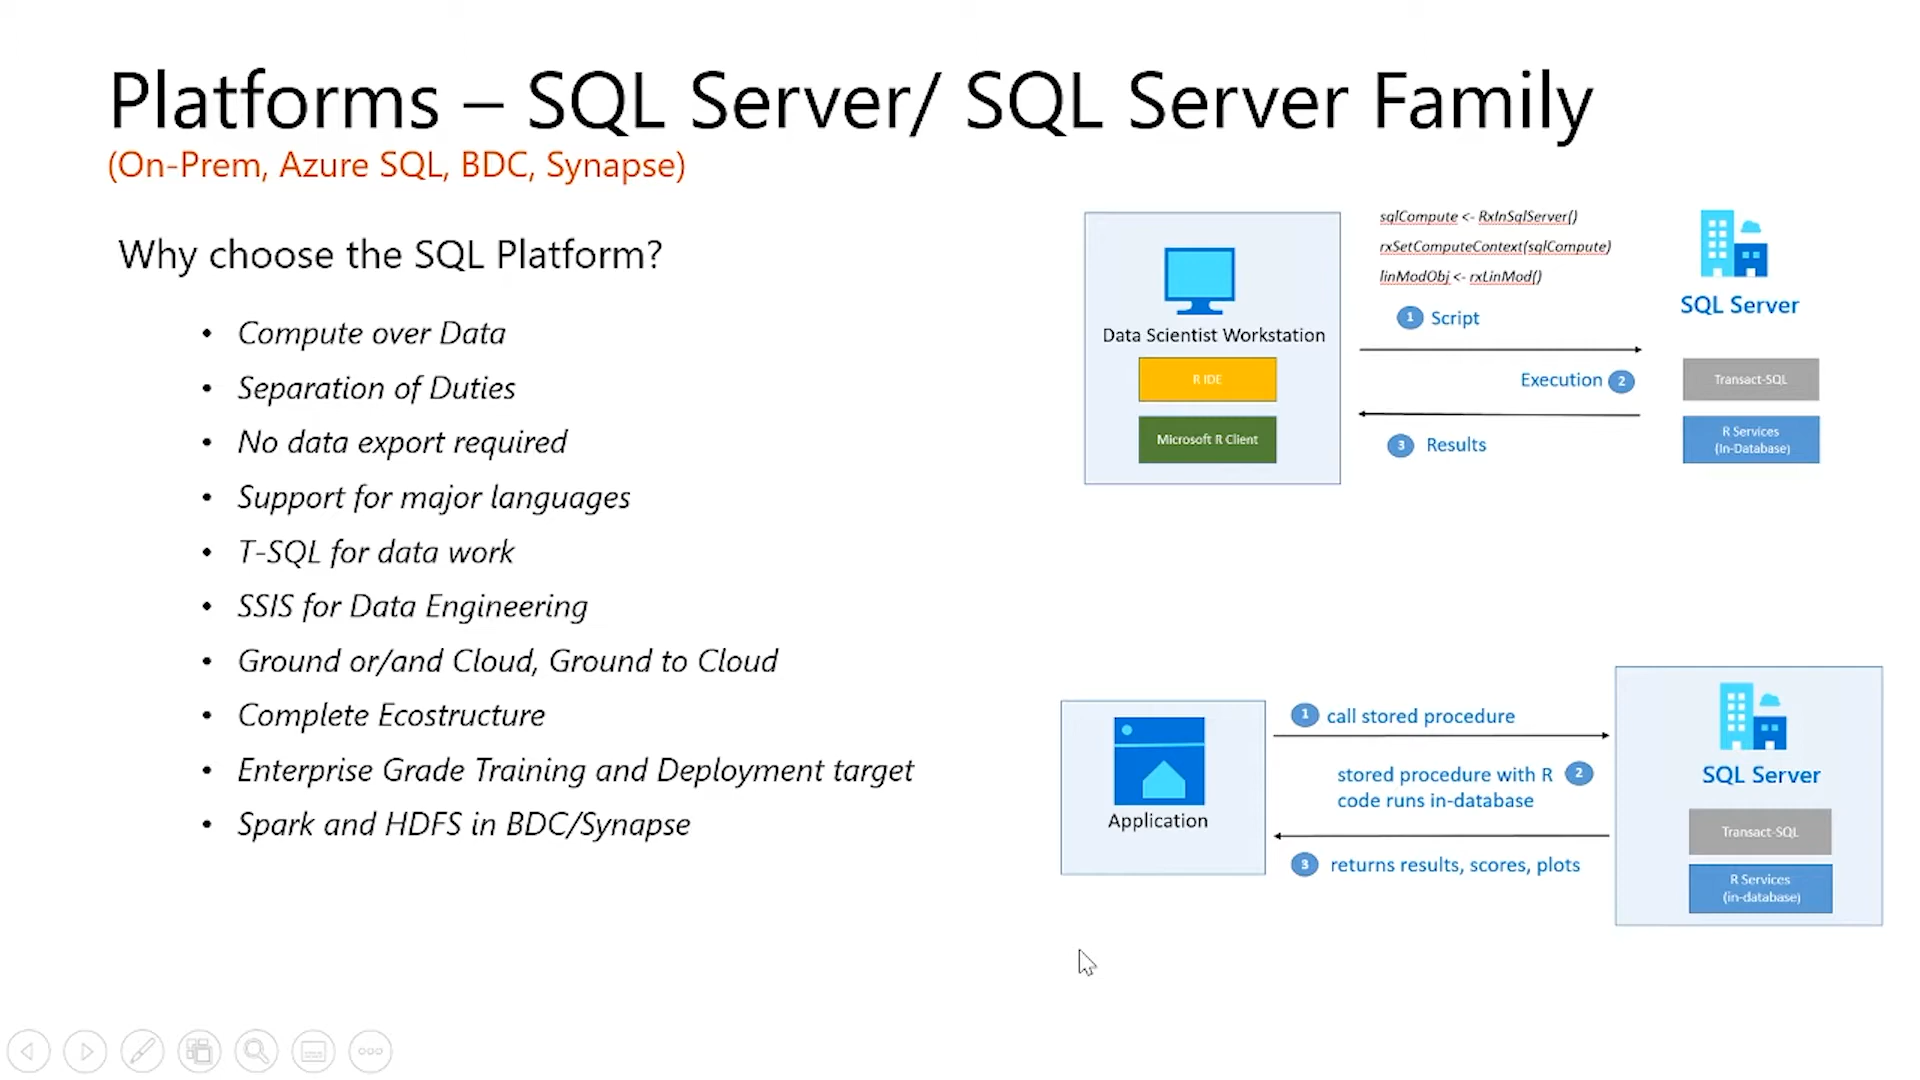 Platforms – SQL Server/ SQL Server Family
(On-Prem, Azure SQL, BDC, Synapse)
Why choose the SQL Platform?
• Compute over Data
• Separation of Duties
• No data export required
• Support for major languages
• T-SQL for data work
• SSIS for Data Engineering
• Ground or/and Cloud, Ground to Cloud
• Complete Ecostructure
• Enterprise Grade Training and Deployment target
• Spark and HDFS in BDC/Synapse
Data Scientist Workstation
R IDE
Microsoft R Client
sqlCompute <- RxInSqlServer()
rxSetComputeContext(sqlCompute)
linModObj <- rxLinMod()
1 Script
Execution 2
3 Results
SQL Server
Transact-SQL
R Services
(In-Database)
Application
1 call stored procedure
stored procedure with R 2
code runs in-database
3 returns results, scores, plots
SQL Server
Transact-SQL
R Services
(in-database)